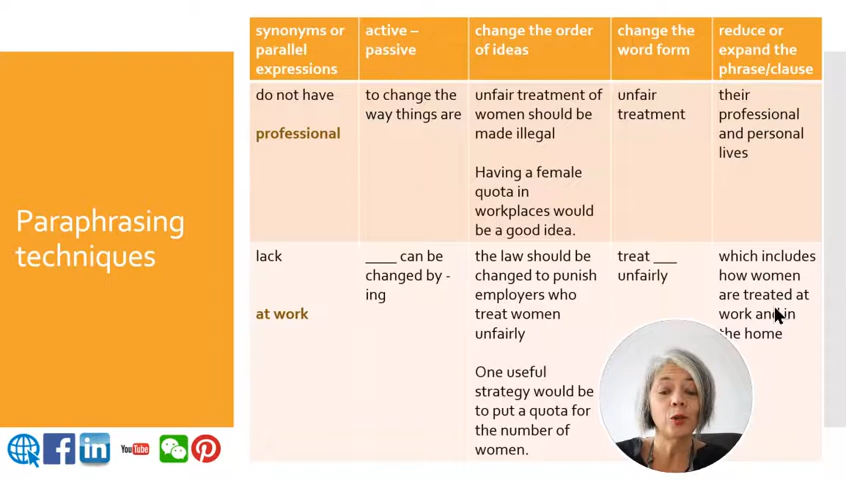 Paraphrasing
techniques
synonyms or
parallel
expressions
active –
passive
change the order
of ideas
change the
word form
reduce or
expand the
phrase/clause
do not have
professional
to change the
way things are
unfair treatment of
women should be
made illegal
Having a female
quota in
workplaces would
be a good idea.
unfair
treatment
their
professional
and personal
lives
lack
at work
____ can be
changed by -
ing
the law should be
changed to punish
employers who
treat women
unfairly
One useful
strategy would be
to put a quota for
the number of
women.
treat ___
unfairly
which includes
how women
are treated at
work and in
the home
f
in
YouTube